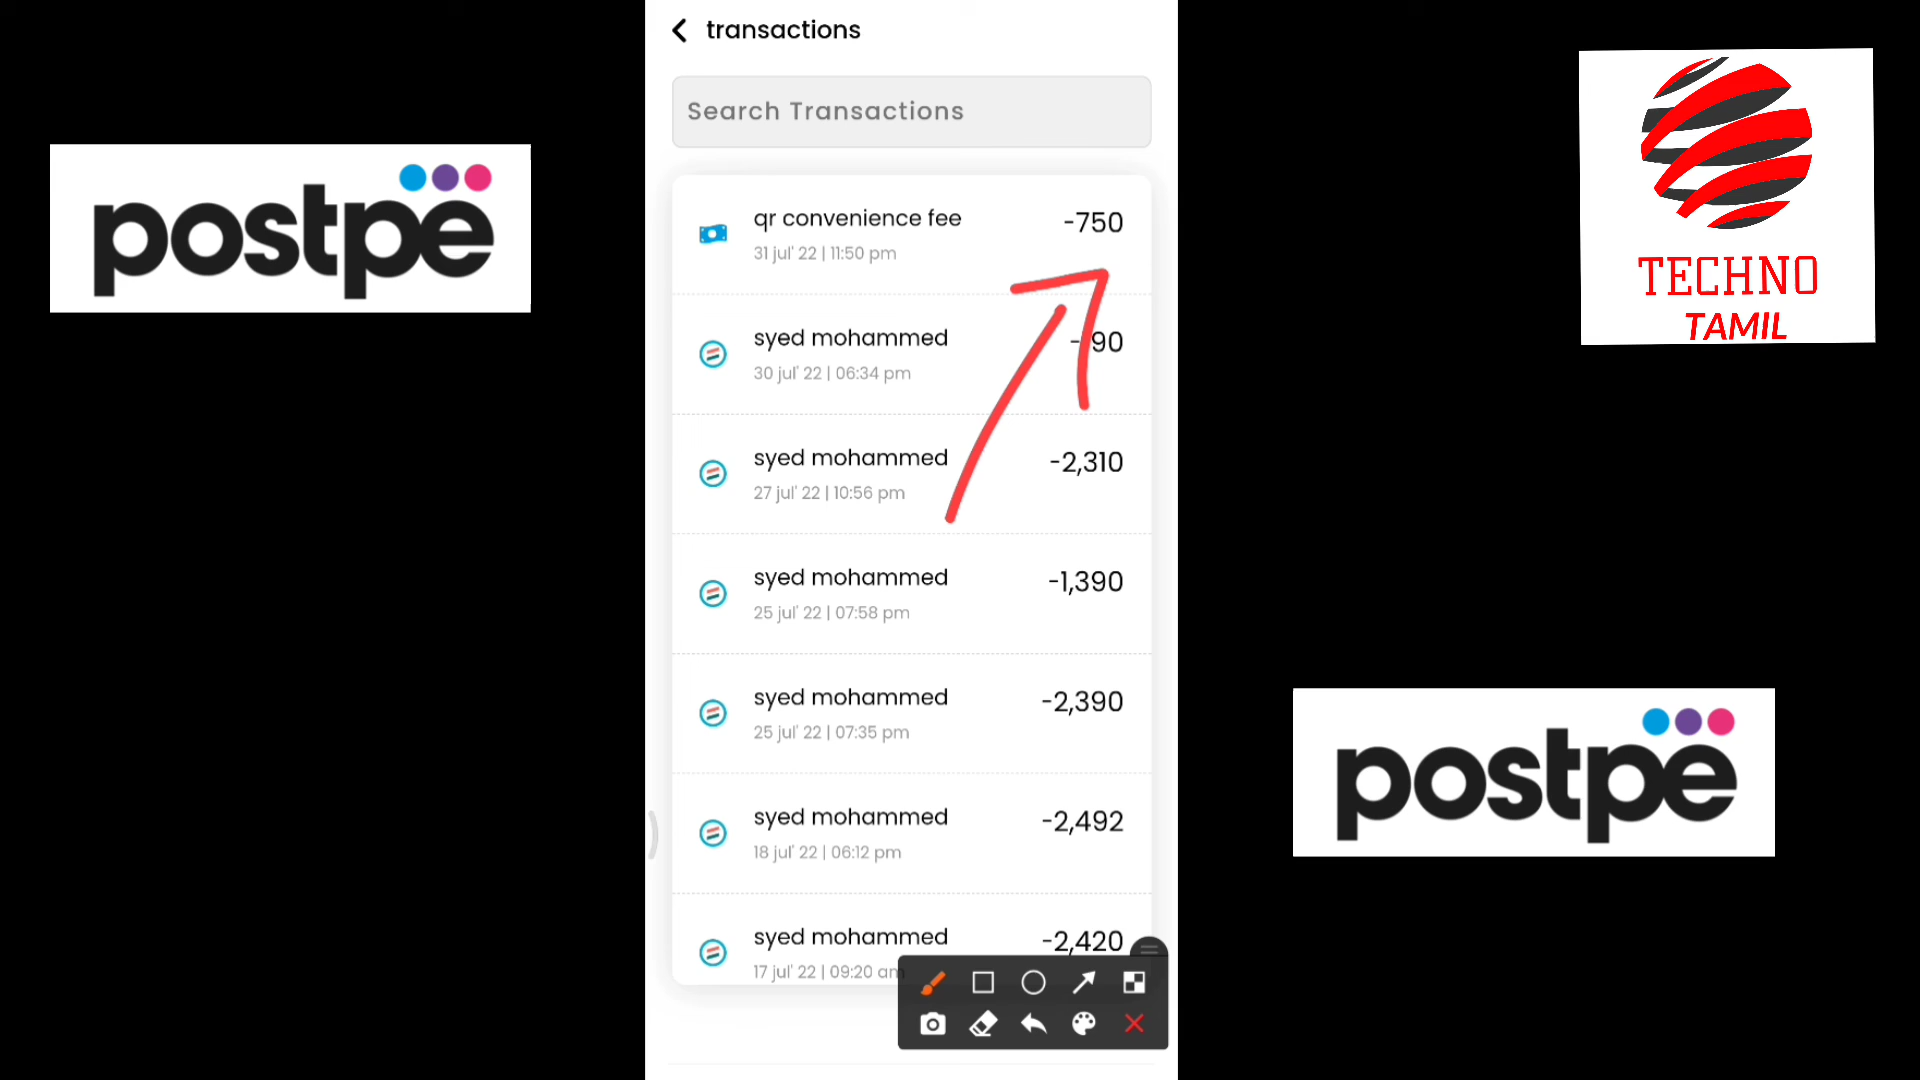 transactions
Search Transactions
postpe
TECHNO
TAMIL
qr convenience fee
-750
31 jul' 22 | 11:50 pm
syed mohammed
30 jul' 22 | 06:34 pm
syed mohammed
-2,310
27 jul' 22 | 10:56 pm
syed mohammed
-1,390
25 jul' 22 | 07:58 pm
syed mohammed
-2,390
25 jul' 22 | 07:35 pm
syed mohammed
-2,492
18 jul' 22 | 06:12 pm
syed mohammed
-2,420
17 jul' 22 | 09:20 am
postpe